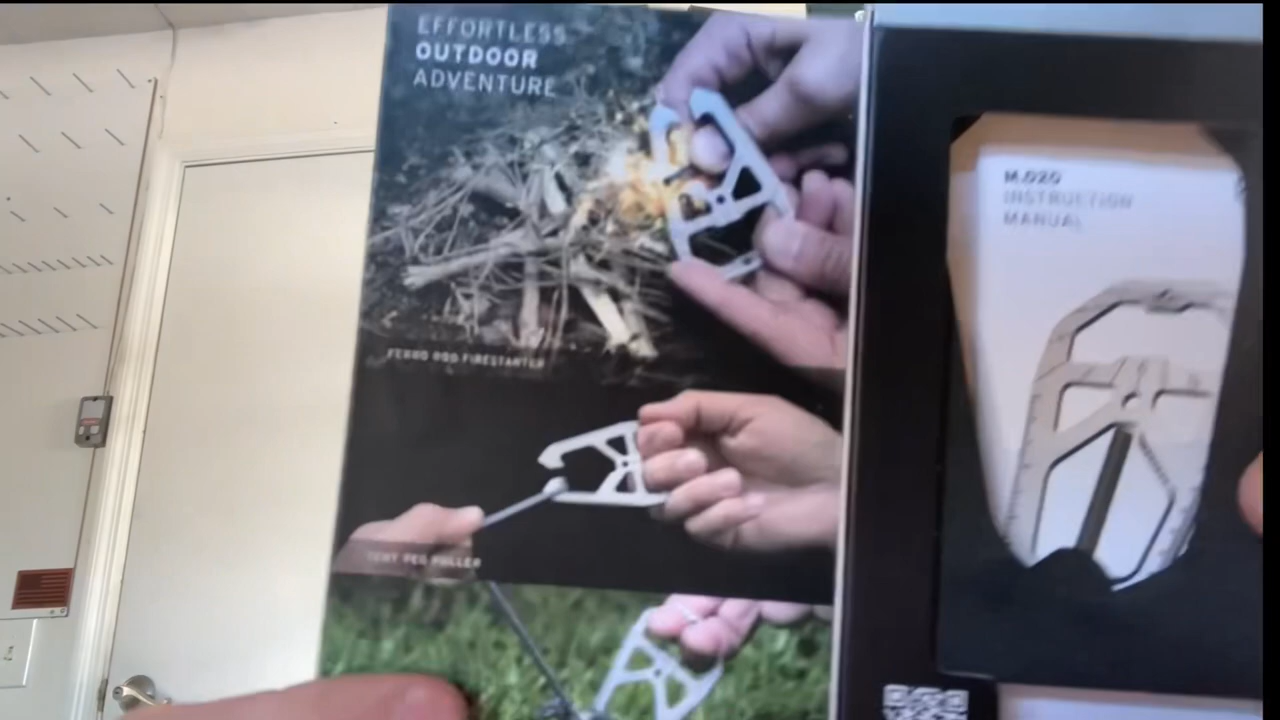 EFFORTLESS
OUTDOOR
ADVENTURE
FERRO ROD FIRESTARTER
TENT PEG PULLER
M.020
INSTRUCTION
MANUAL